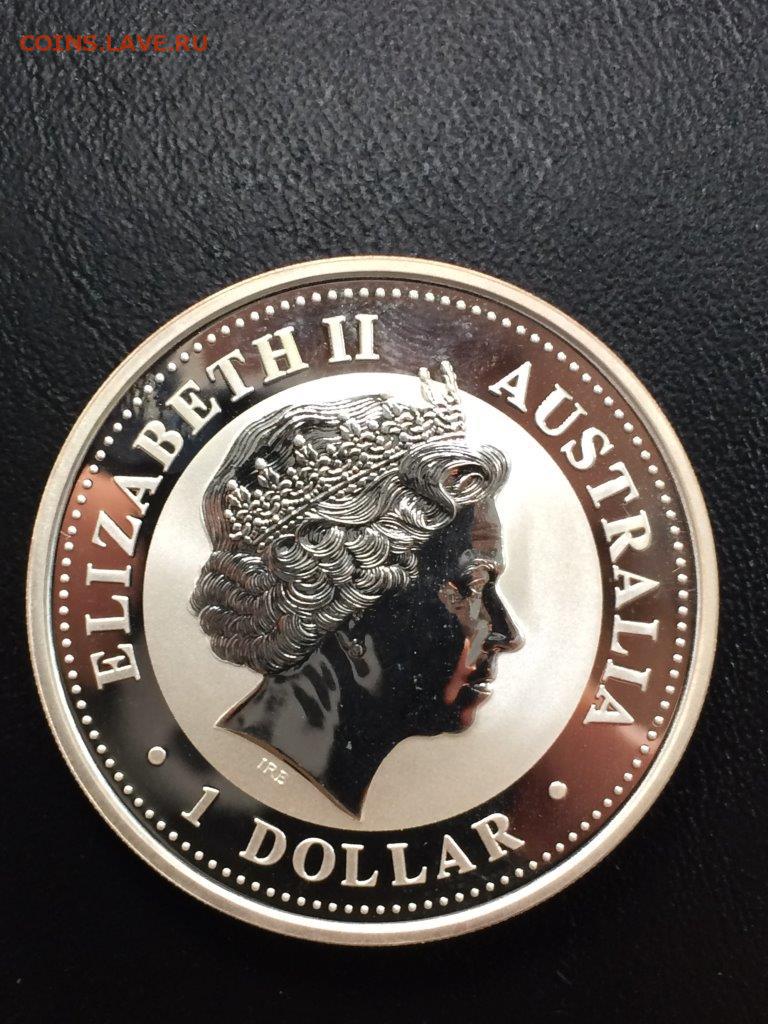 COINS.LAVE.RU
ELIZABETH II
AUSTRALIA
1 DOLLAR
IRB